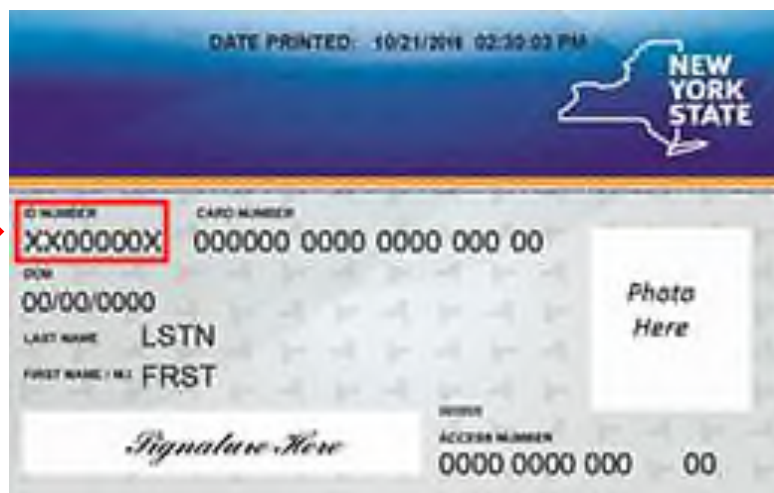 DATE PRINTED: 10/21/2016 02:30:03 PM
NEW
YORK
STATE
ID NUMBER CARD NUMBER
XX00000X 000000 0000 0000 000 00
00/00/0000
LAST NAME LSTN
FIRST NAME / M.I. FRST
Photo
Here
Signature Here
ACCESS NUMBER
0000 0000 000 00